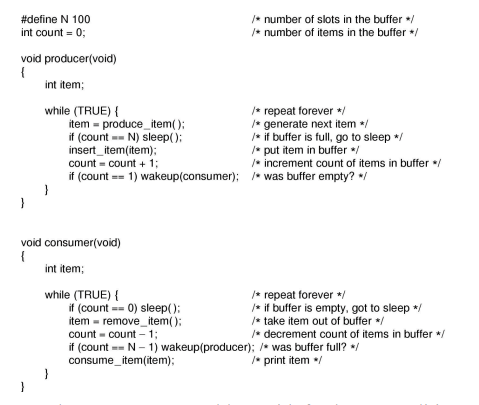 #define N 100 /* number of slots in the buffer */
int count = 0; /* number of items in the buffer */
void producer(void)
{
int item;
while (TRUE) { /* repeat forever */
item = produce_item( ); /* generate next item */
if (count == N) sleep( ); /* if buffer is full, go to sleep */
insert_item(item); /* put item in buffer */
count = count + 1; /* increment count of items in buffer */
if (count == 1) wakeup(consumer); /* was buffer empty? */
}
}
void consumer(void)
{
int item;
while (TRUE) { /* repeat forever */
if (count == 0) sleep( ); /* if buffer is empty, got to sleep */
item = remove_item( ); /* take item out of buffer */
count = count − 1; /* decrement count of items in buffer */
if (count == N − 1) wakeup(producer); /* was buffer full? */
consume_item(item); /* print item */
}
}